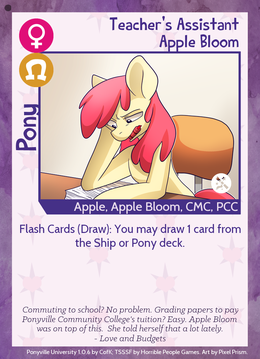 Teacher's Assistant
Apple Bloom
Pony
Apple, Apple Bloom, CMC, PCC
Flash Cards (Draw): You may draw 1 card from
the Ship or Pony deck.
Commuting to school? No problem. Grading papers to pay
Ponyville Community College's tuition? Easy. Apple Bloom
was on top of this.  She told herself that a lot lately.
- Love and Budgets
Ponyville University 1.0.6 by CofK, TSSSF by Horrible People Games. Art by Pixel Prism.